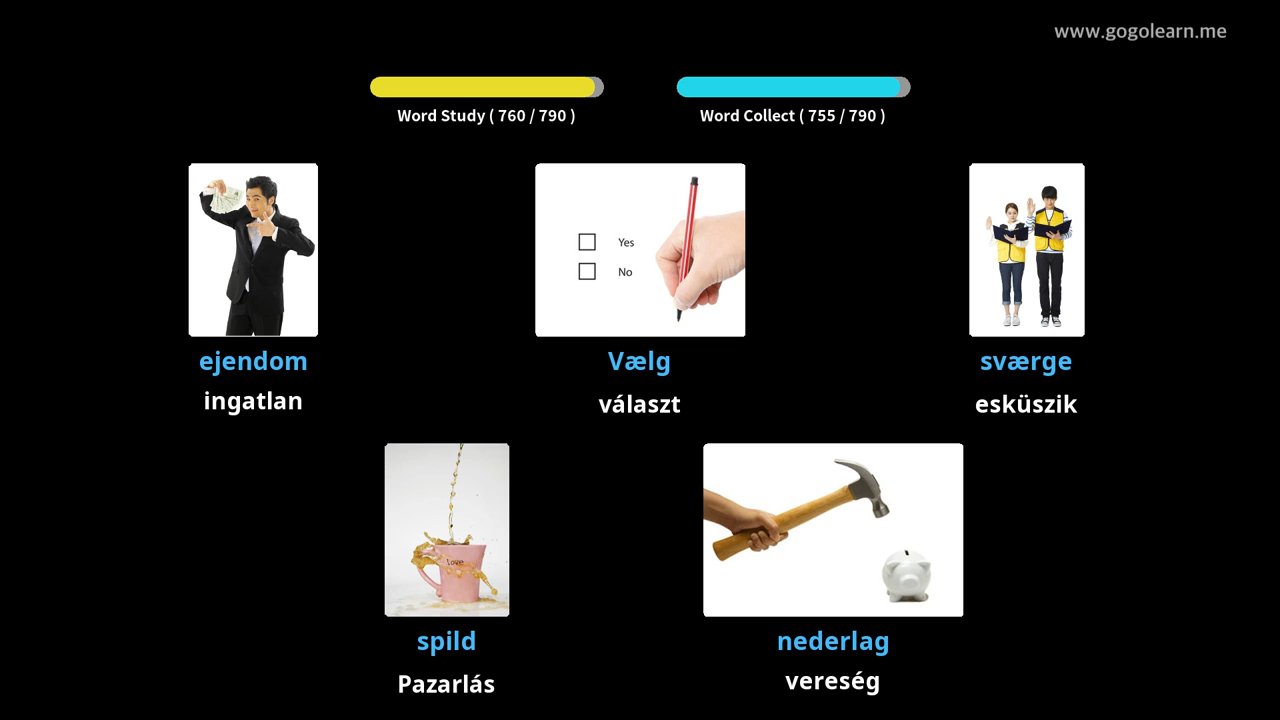 www.gogolearn.me
Word Study ( 760 / 790 )
Word Collect ( 755 / 790 )
Yes
No
ejendom
ingatlan
Vælg
választ
sværge
esküszik
love
spild
Pazarlás
nederlag
vereség